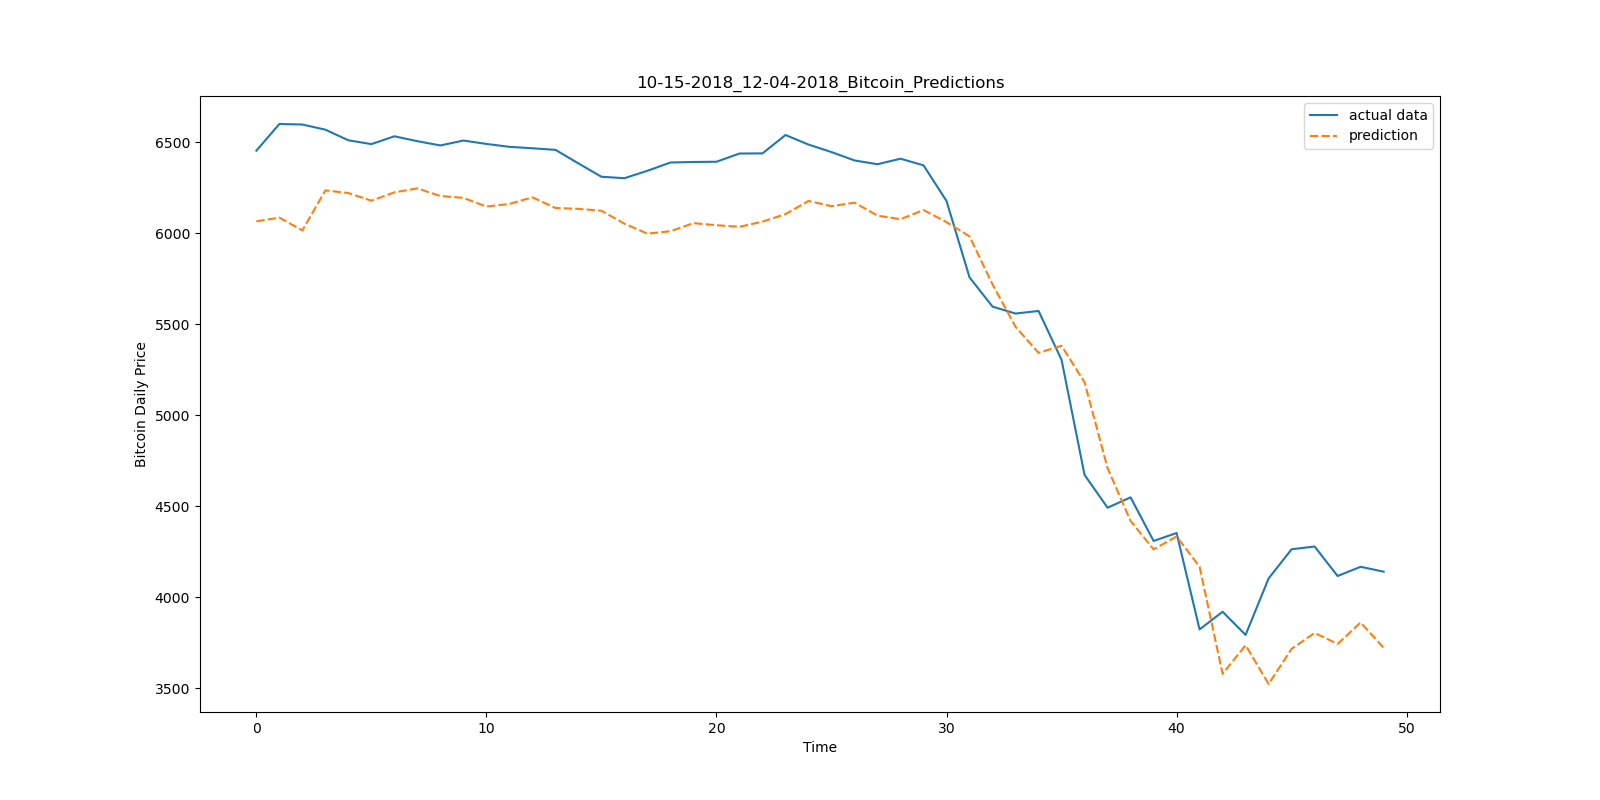 10-15-2018_12-04-2018_Bitcoin_Predictions
actual data
prediction
Bitcoin Daily Price
6500
6000
5500
5000
4500
4000
3500
0 10 20 30 40 50
Time